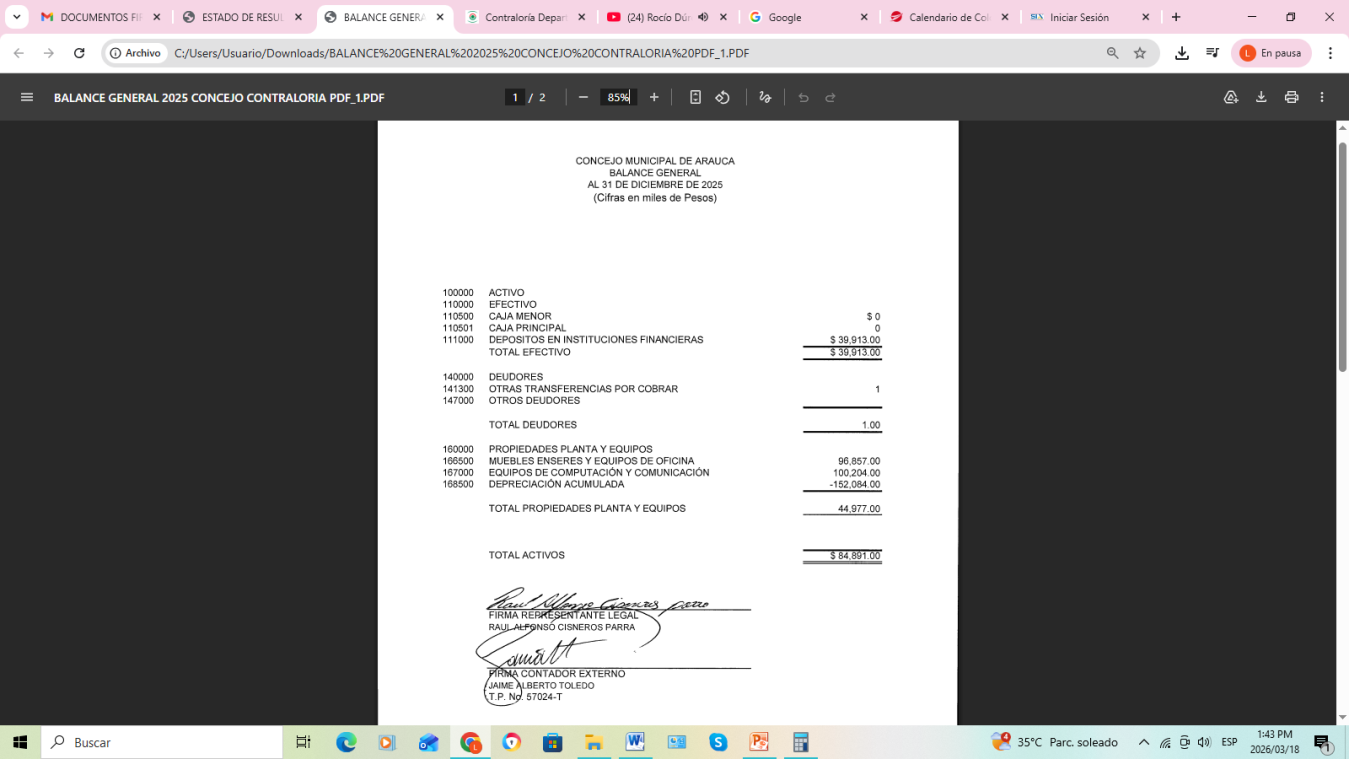 DOCUMENTOS FIR
ESTADO DE RESUL
BALANCE GENERA
Contraloría Depar
(24) Rocío Dúr
Google
Calendario de Co
Iniciar Sesión
Archivo
C:/Users/Usuario/Downloads/BALANCE%20GENERAL%202025%20CONCEJO%20CONTRALORIA%20PDF_1.PDF
En pausa
BALANCE GENERAL 2025 CONCEJO CONTRALORIA PDF_1.PDF
1 / 2
85%
CONCEJO MUNICIPAL DE ARAUCA
BALANCE GENERAL
AL 31 DE DICIEMBRE DE 2025
(Cifras en miles de Pesos)
100000 ACTIVO
110000 EFECTIVO
110500 CAJA MENOR $ 0
110501 CAJA PRINCIPAL 0
111000 DEPOSITOS EN INSTITUCIONES FINANCIERAS $ 39,913.00
TOTAL EFECTIVO $ 39,913.00
140000 DEUDORES
141300 OTRAS TRANSFERENCIAS POR COBRAR 1
147000 OTROS DEUDORES
TOTAL DEUDORES 1.00
160000 PROPIEDADES PLANTA Y EQUIPOS
166500 MUEBLES ENSERES Y EQUIPOS DE OFICINA 96,857.00
167000 EQUIPOS DE COMPUTACIÓN Y COMUNICACIÓN 100,204.00
168500 DEPRECIACIÓN ACUMULADA -152,084.00
TOTAL PROPIEDADES PLANTA Y EQUIPOS 44,977.00
TOTAL ACTIVOS $ 84,891.00
Raul Alfonso Cisneros parra
FIRMA REPRESENTANTE LEGAL
RAUL ALFONSO CISNEROS PARRA
FIRMA CONTADOR EXTERNO
JAIME ALBERTO TOLEDO
T.P. No. 57024-T
Buscar
35°C Parc. soleado
ESP
1:43 PM
2026/03/18